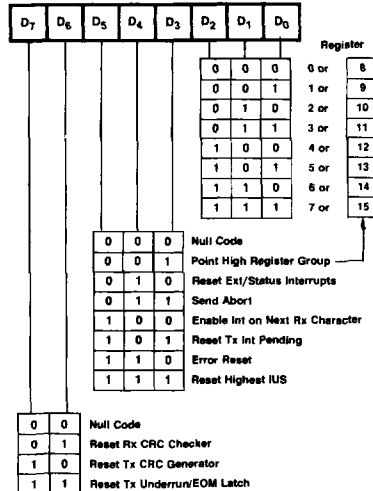 D7 D6 D5 D4 D3 D2 D1 D0
Register
0 0 0 0 or 8
0 0 1 1 or 9
0 1 0 2 or 10
0 1 1 3 or 11
1 0 0 4 or 12
1 0 1 5 or 13
1 1 0 6 or 14
1 1 1 7 or 15
0 0 0 Null Code
0 0 1 Point High Register Group
0 1 0 Reset Ext/Status Interrupts
0 1 1 Send Abort
1 0 0 Enable Int on Next Rx Character
1 0 1 Reset Tx Int Pending
1 1 0 Error Reset
1 1 1 Reset Highest IUS
0 0 Null Code
0 1 Reset Rx CRC Checker
1 0 Reset Tx CRC Generator
1 1 Reset Tx Underrun/EOM Latch